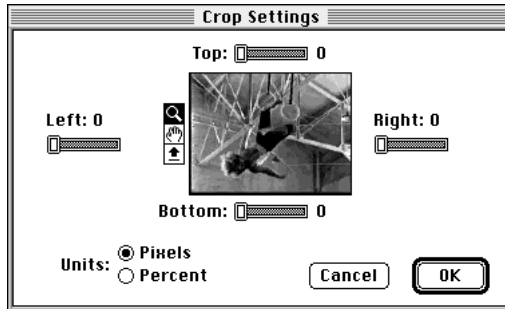 Crop Settings
Top: 0
Left: 0
Right: 0
Bottom: 0
Units:
Pixels
Percent
Cancel
OK